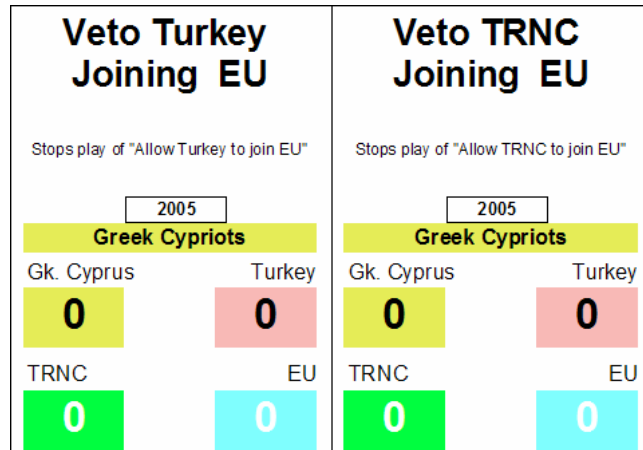 Veto Turkey
Joining EU
Stops play of "Allow Turkey to join EU"
2005
Greek Cypriots
Gk. Cyprus Turkey
0 0
TRNC EU
0 0
Veto TRNC
Joining EU
Stops play of "Allow TRNC to join EU"
2005
Greek Cypriots
Gk. Cyprus Turkey
0 0
TRNC EU
0 0